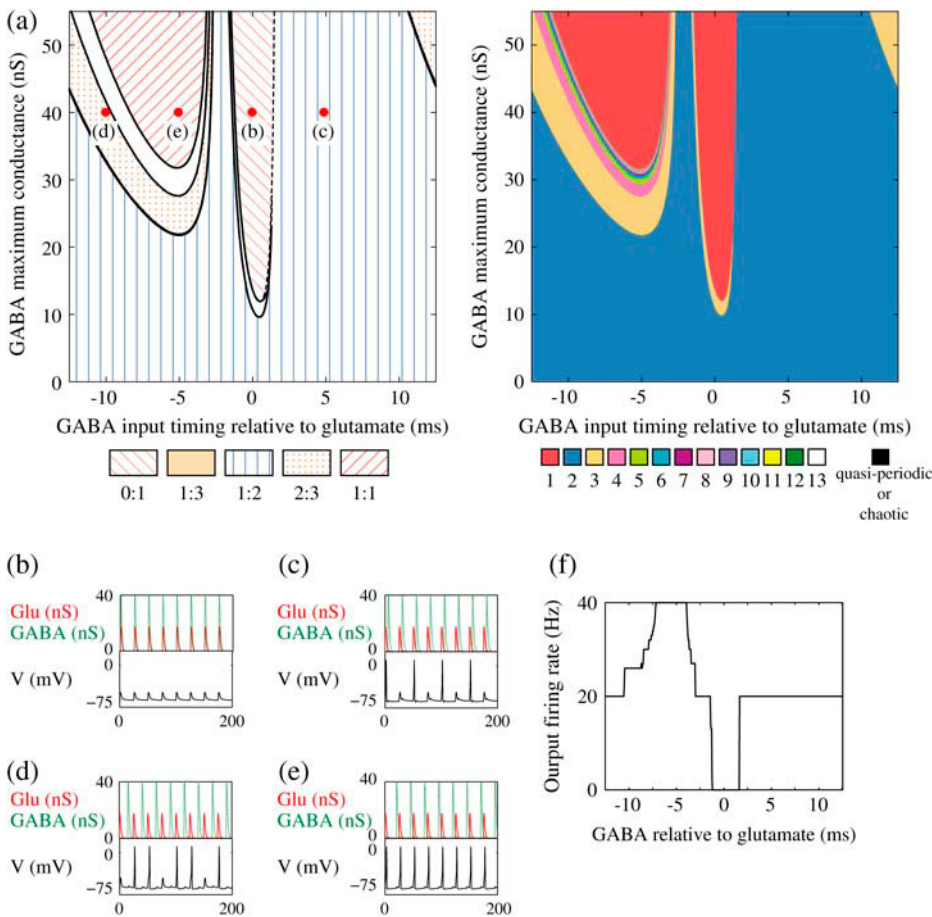 (a)
GABA maximum conductance (nS)
50
40
30
20
10
0
(d)
(e)
(b)
(c)
-10
-5
0
5
10
GABA input timing relative to glutamate (ms)
0:1
1:3
1:2
2:3
1:1
GABA maximum conductance (nS)
50
40
30
20
10
0
-10
-5
0
5
10
GABA input timing relative to glutamate (ms)
1
2
3
4
5
6
7
8
9
10
11
12
13
quasi-periodic
or
chaotic
(b)
40
Glu (nS)
GABA (nS)
0
0
V (mV)
−75
0
200
(c)
40
Glu (nS)
GABA (nS)
0
0
V (mV)
−75
0
200
(d)
40
Glu (nS)
GABA (nS)
0
0
V (mV)
−75
0
200
(e)
40
Glu (nS)
GABA (nS)
0
0
V (mV)
−75
0
200
(f)
Ourput firing rate (Hz)
40
20
0
-10
-5
0
5
10
GABA relative to glutamate (ms)